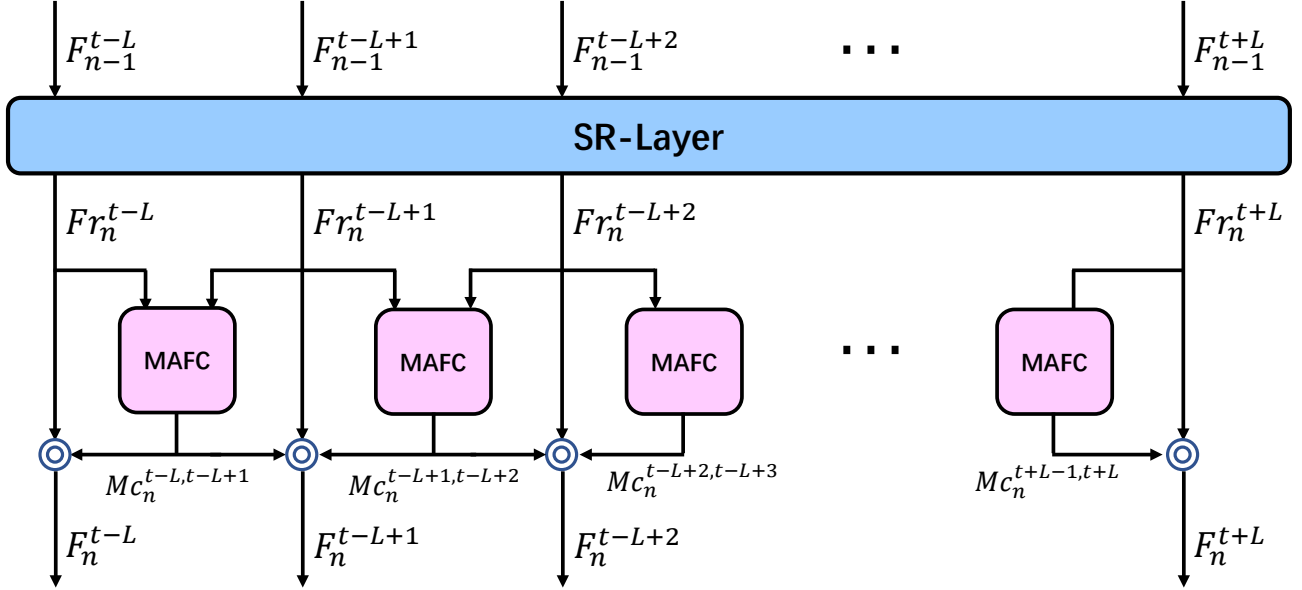 F_{n-1}^{t-L} F_{n-1}^{t-L+1} F_{n-1}^{t-L+2} ··· F_{n-1}^{t+L}
SR-Layer
Fr_n^{t-L} Fr_n^{t-L+1} Fr_n^{t-L+2} Fr_n^{t+L}
MAFC MAFC MAFC ··· MAFC
Mc_n^{t-L,t-L+1} Mc_n^{t-L+1,t-L+2} Mc_n^{t-L+2,t-L+3} Mc_n^{t+L-1,t+L}
F_n^{t-L} F_n^{t-L+1} F_n^{t-L+2} F_n^{t+L}